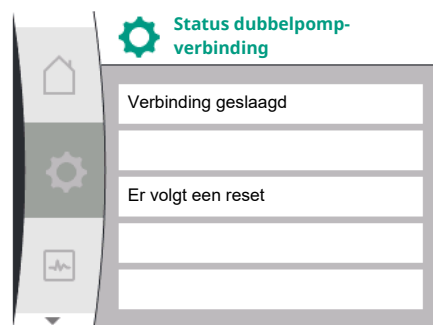 Status dubbelpomp-
verbinding
Verbinding geslaagd
Er volgt een reset